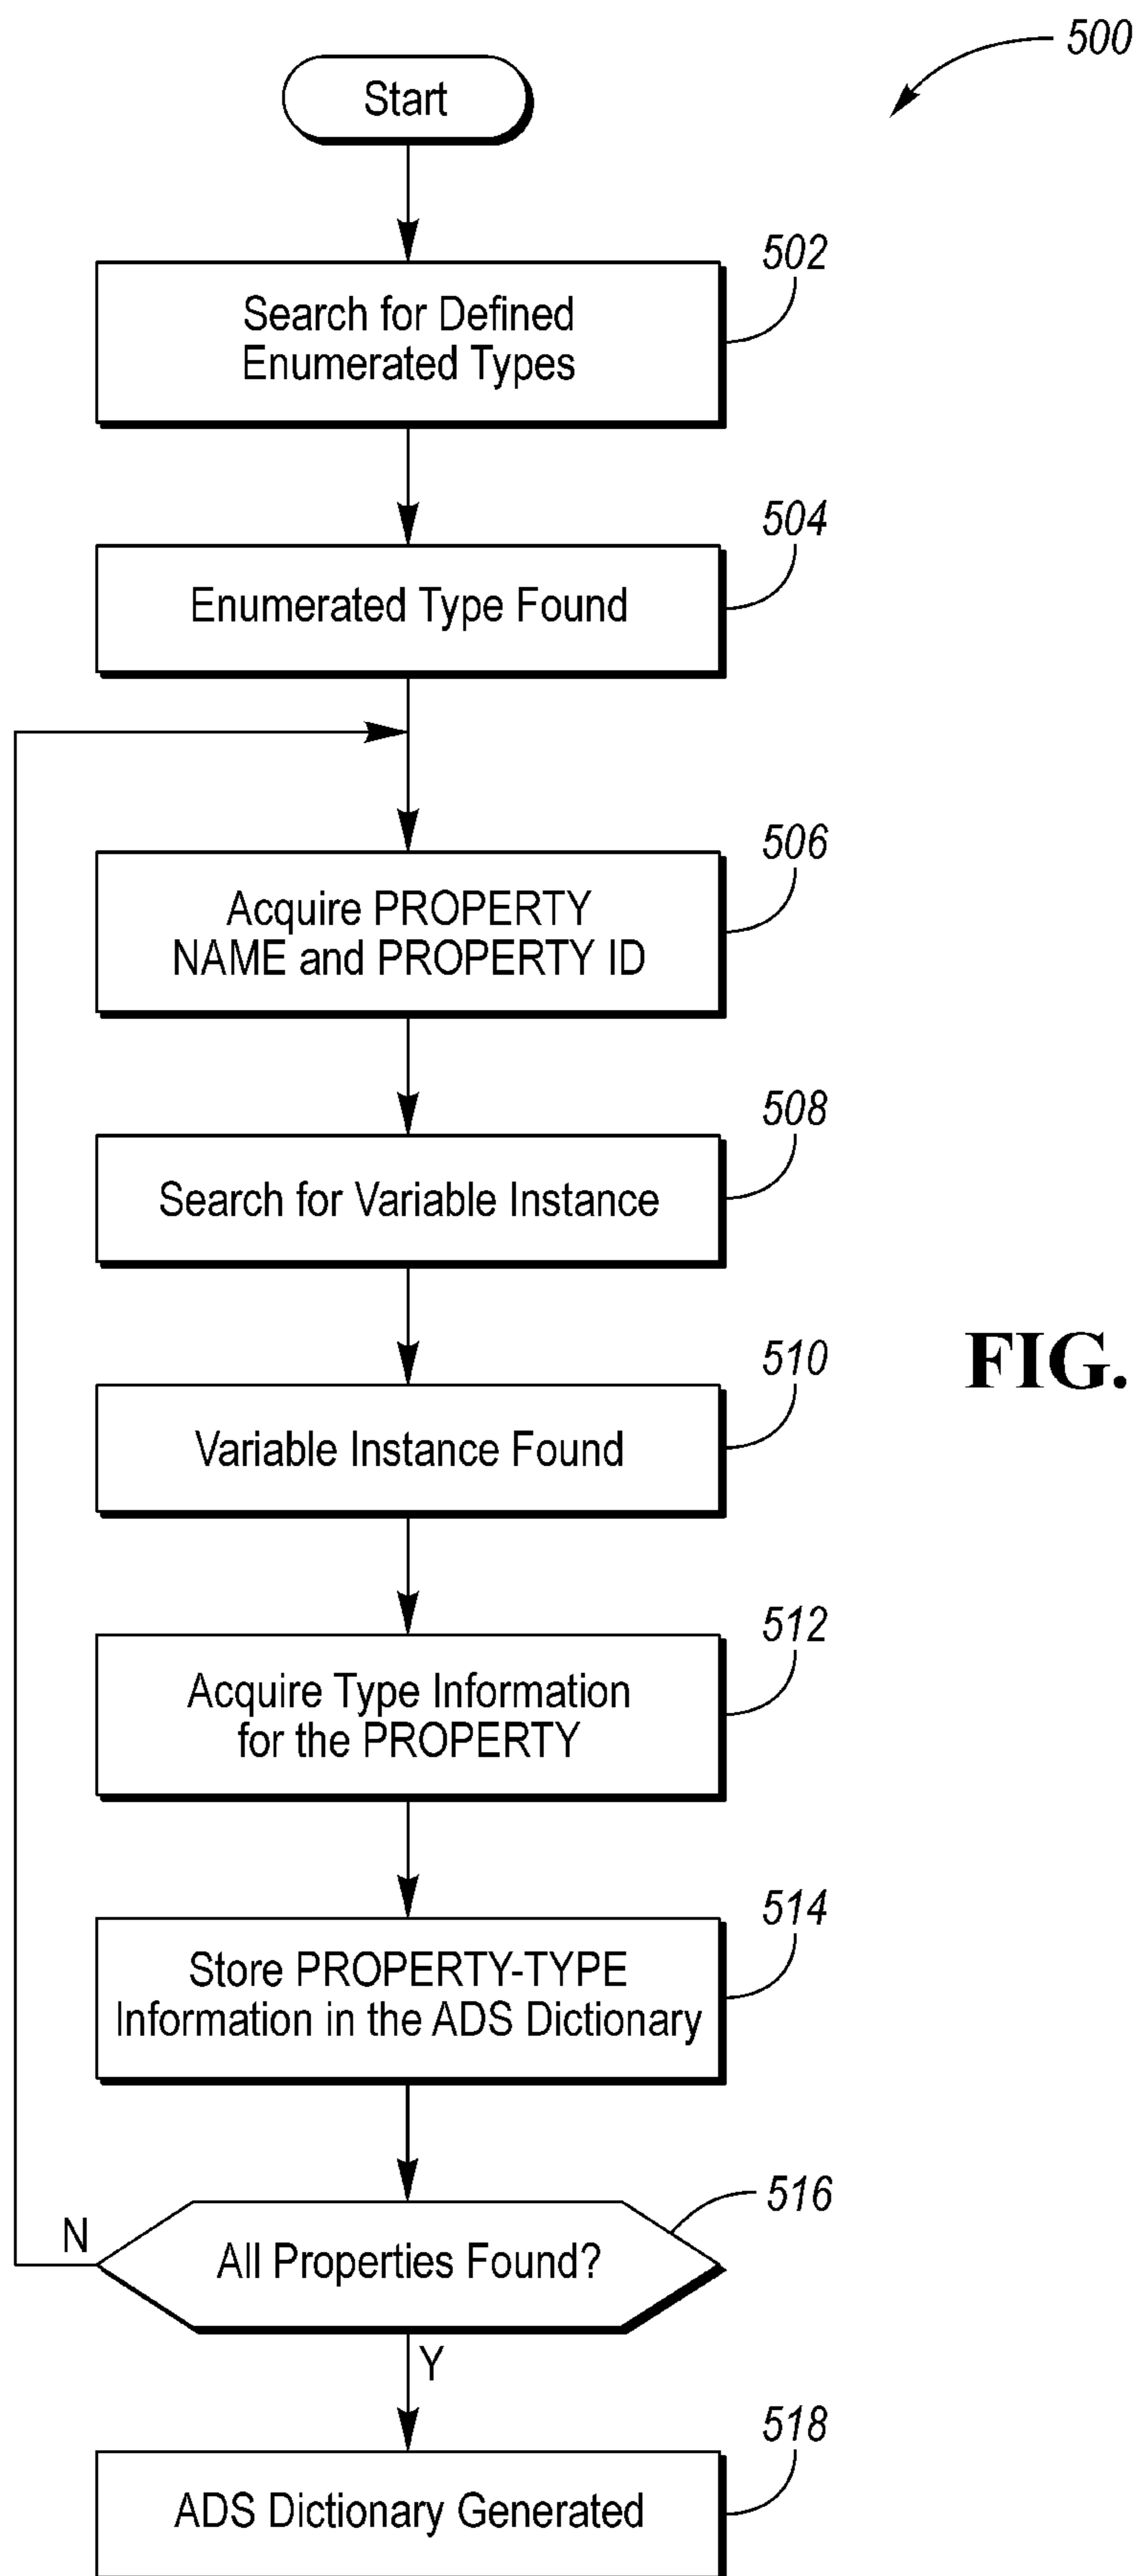 500
Start
502
Search for Defined
Enumerated Types
504
Enumerated Type Found
506
Acquire PROPERTY
NAME and PROPERTY ID
508
Search for Variable Instance
FIG.
510
Variable Instance Found
512
Acquire Type Information
for the PROPERTY
514
Store PROPERTY-TYPE
Information in the ADS Dictionary
516
N
All Properties Found?
Y
518
ADS Dictionary Generated